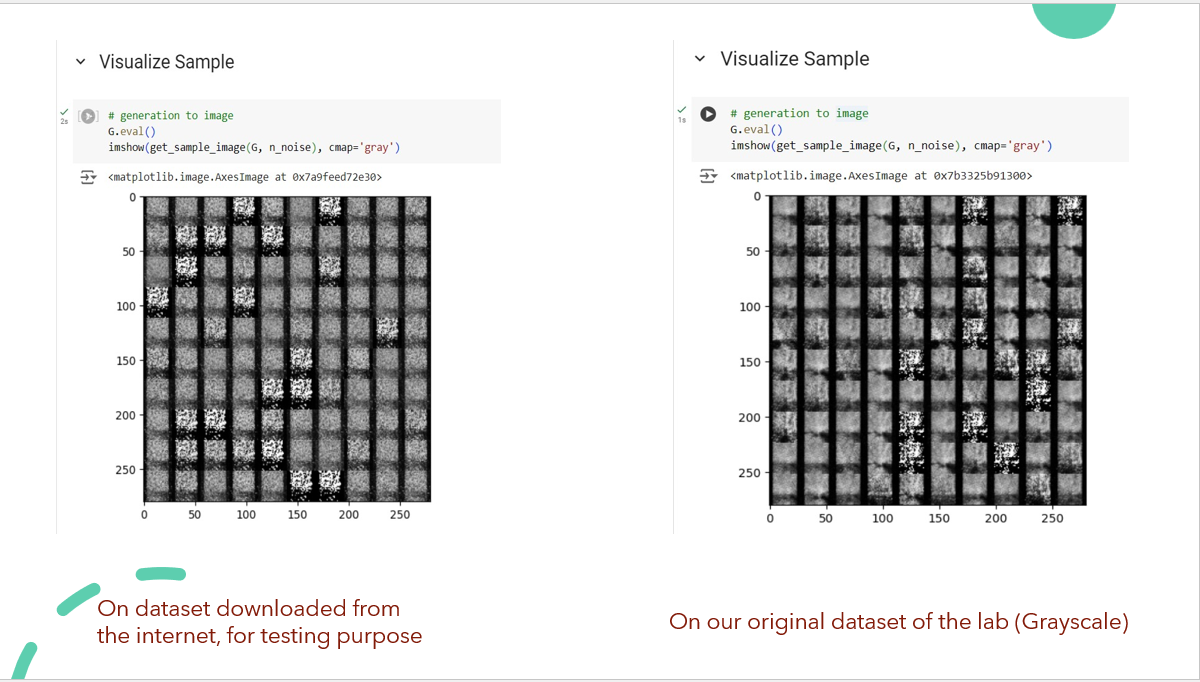 Visualize Sample
2s
# generation to image
G.eval()
imshow(get_sample_image(G, n_noise), cmap='gray')
<matplotlib.image.AxesImage at 0x7a9feed72e30>
0
50
100
150
200
250
0 50 100 150 200 250
On dataset downloaded from
the internet, for testing purpose
Visualize Sample
1s
# generation to image
G.eval()
imshow(get_sample_image(G, n_noise), cmap='gray')
<matplotlib.image.AxesImage at 0x7b3325b91300>
0
50
100
150
200
250
0 50 100 150 200 250
On our original dataset of the lab (Grayscale)